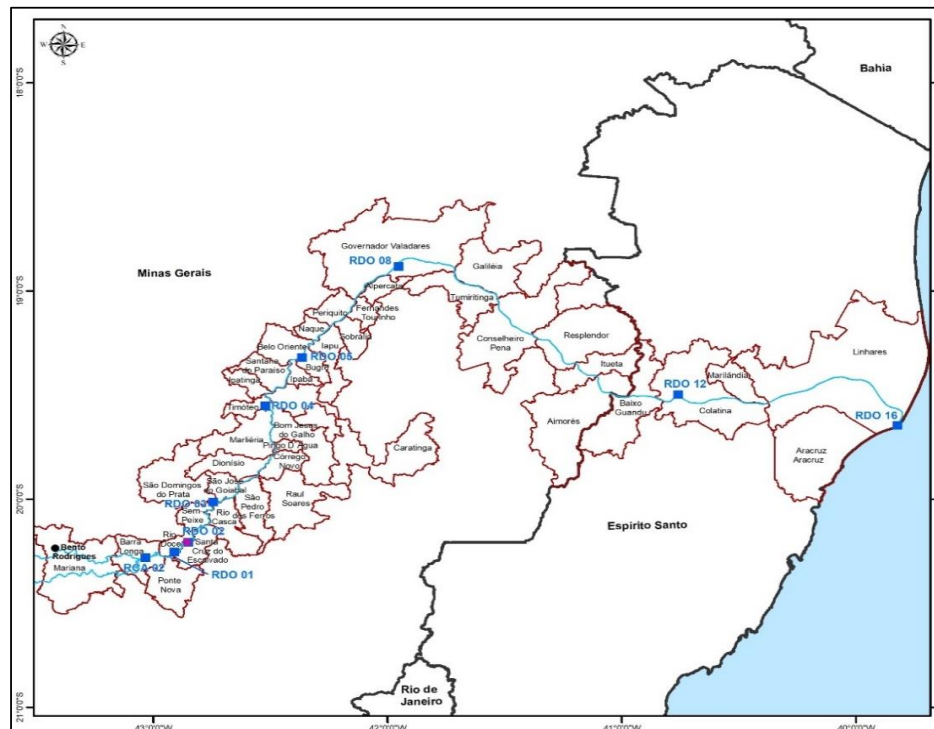 N
W E
S
Bahia
18°0'0"S
Governador Valadares
RDO 08
Galiléia
Minas Gerais
Alpercata
19°0'0"S
Tumiritinga
Fernandes
Tourinho
Periquito
Naque
Sobrália
Resplendor
Conselheiro
Pena
Belo Oriente
Iapu
Linhares
RDO 05
Santana
do Paraíso
Bugre
Itueta
Marilândia
Ipatinga
Ipaba
RDO 12
Baixo
Guandu
Timóteo
RDO 04
Colatina
Aimorés
RDO 16
Bom Jesus
do Galho
Marliéria
Pingo D'Água
Caratinga
Aracruz
Aracruz
Córrego
Novo
Dionísio
São José
do Goiabal
São Domingos
do Prata
20°0'0"S
RDO 03
São
Pedro
dos Ferros
Raul
Soares
Sem
Peixe
Rio
Casca
Espírito Santo
RDO 02
Rio
Doce
Santa
Cruz do
Escalvado
Barra
Longa
Bento
Rodrigues
Mariana
RCA 02
RDO 01
Ponte
Nova
Rio de
Janeiro
21°0'0"S
43°0'0"W
42°0'0"W
41°0'0"W
40°0'0"W